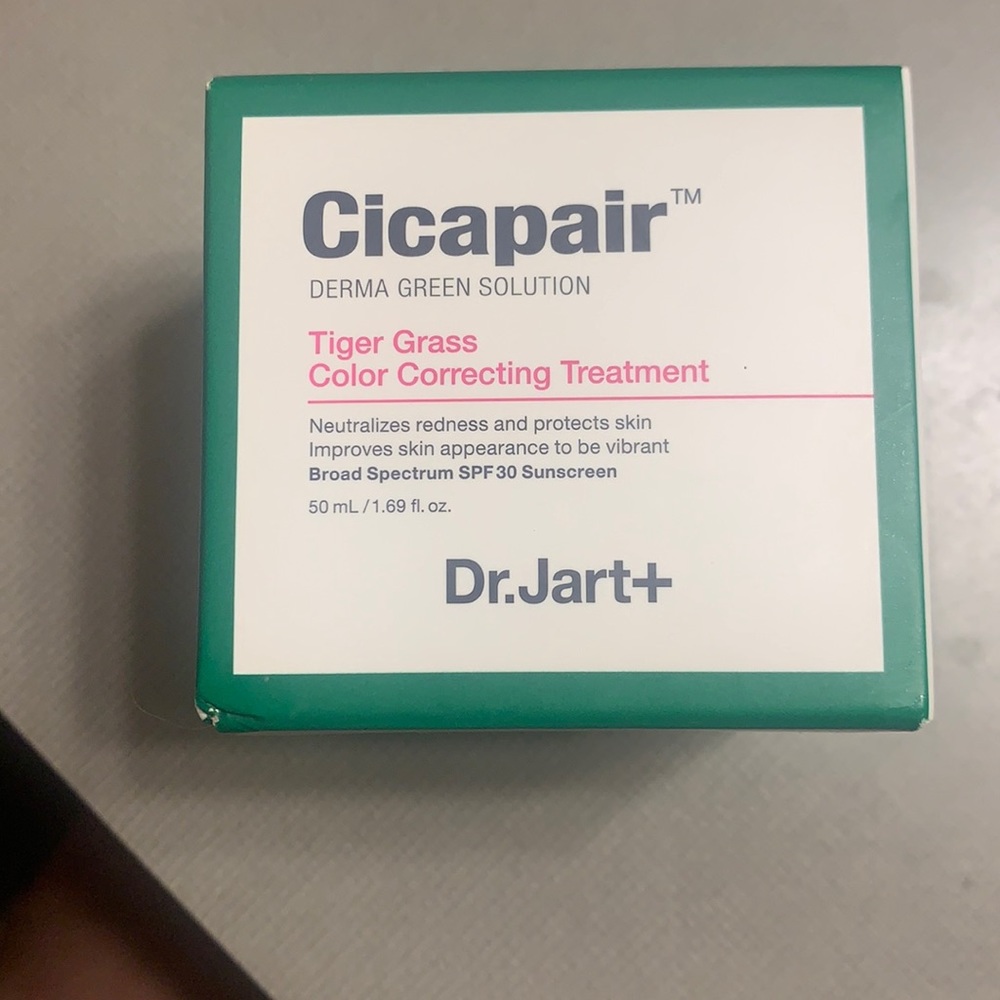 Cicapair™
DERMA GREEN SOLUTION
Tiger Grass
Color Correcting Treatment
Neutralizes redness and protects skin
Improves skin appearance to be vibrant
Broad Spectrum SPF30 Sunscreen
50 mL / 1.69 fl. oz.
Dr.Jart+